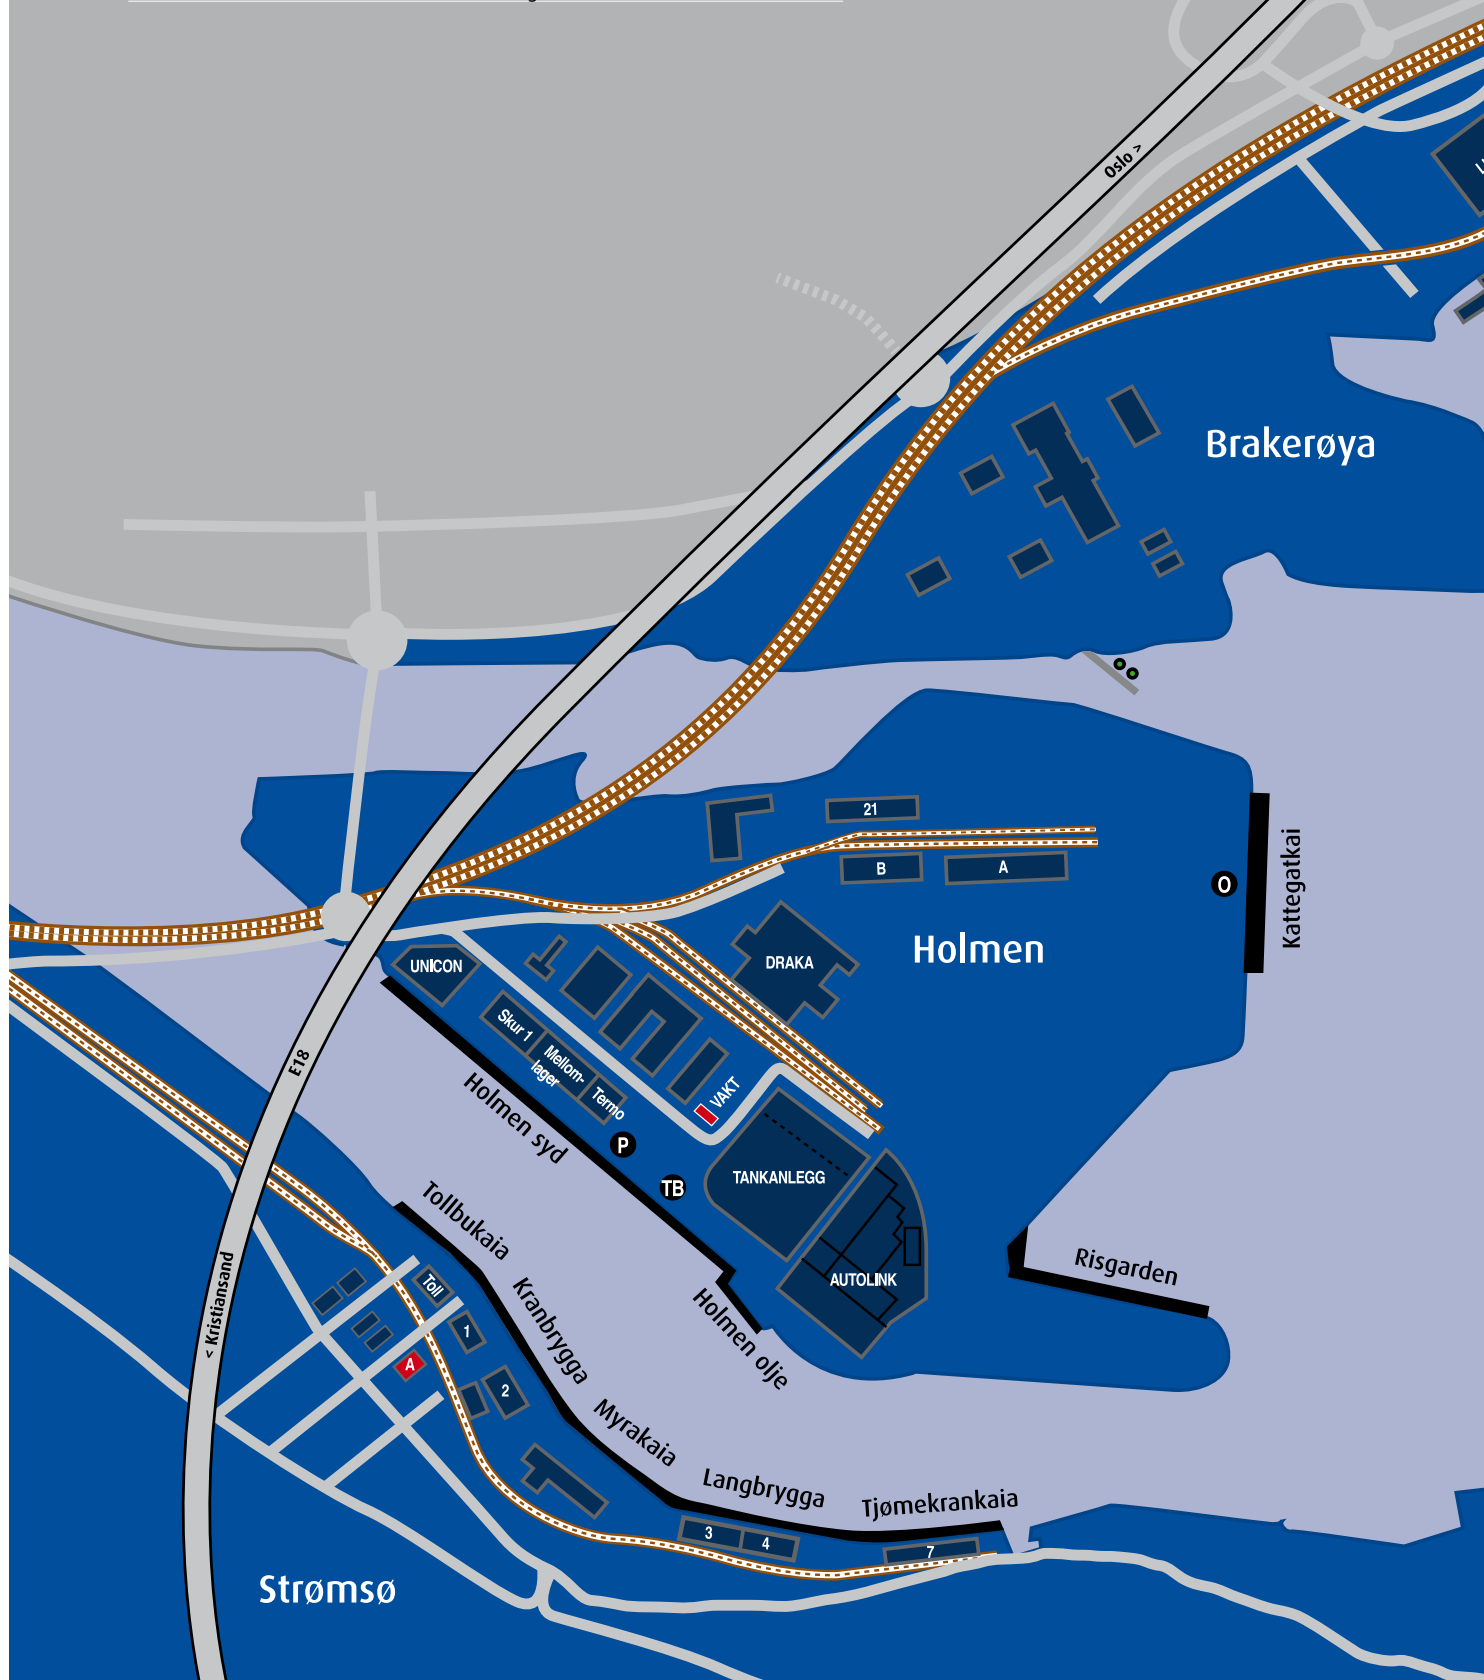 Oslo >
Brakerøya
21
B
A
O
Kattegatkai
Holmen
DRAKA
UNICON
Skur 1
Mellom-
lager
Termo
VAKT
E18
Holmen syd
P
TB
TANKANLEGG
Tollbukaia
AUTOLINK
Risgarden
< Kristiansand
Toll
Kranbrygga
Holmen olje
1
A
2
Myrakaia
Langbrygga
Tjømekrankaia
3
4
7
Strømsø